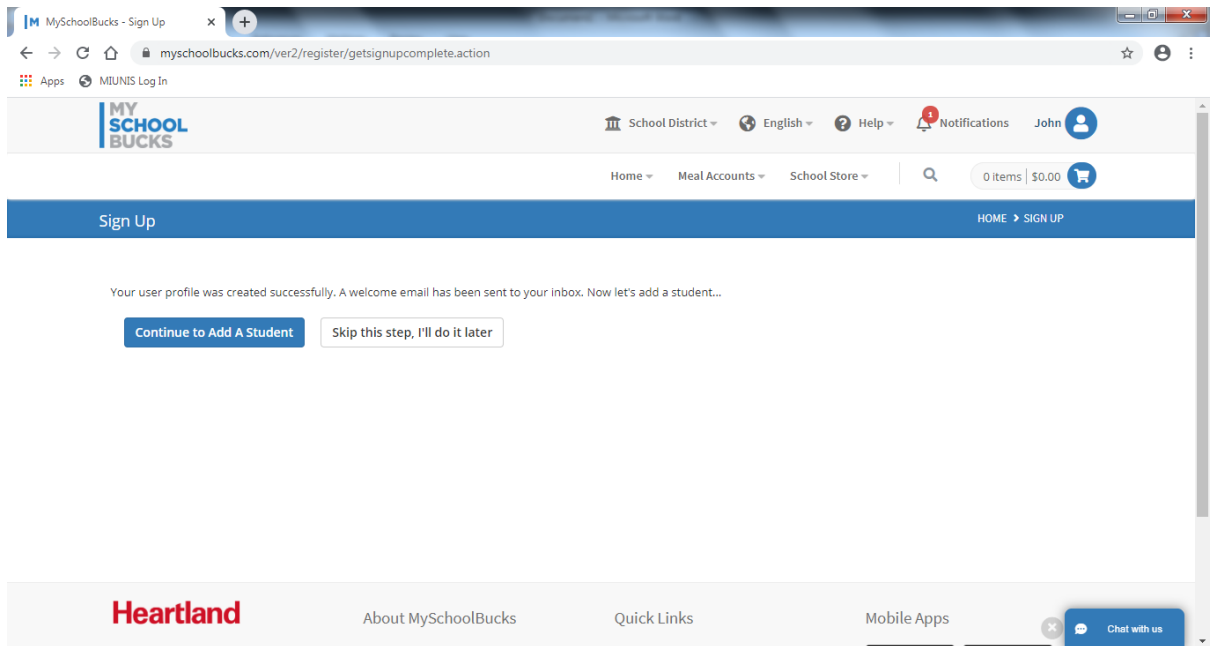 M MySchoolBucks - Sign Up
myschoolbucks.com/ver2/register/getsignupcomplete.action
Apps MIUNIS Log In
MY
SCHOOL
BUCKS
School District English Help 1 Notifications John
Home Meal Accounts School Store 0 items $0.00
Sign Up HOME > SIGN UP
Your user profile was created successfully. A welcome email has been sent to your inbox. Now let's add a student...
Continue to Add A Student Skip this step, I'll do it later
Heartland About MySchoolBucks Quick Links Mobile Apps
Chat with us